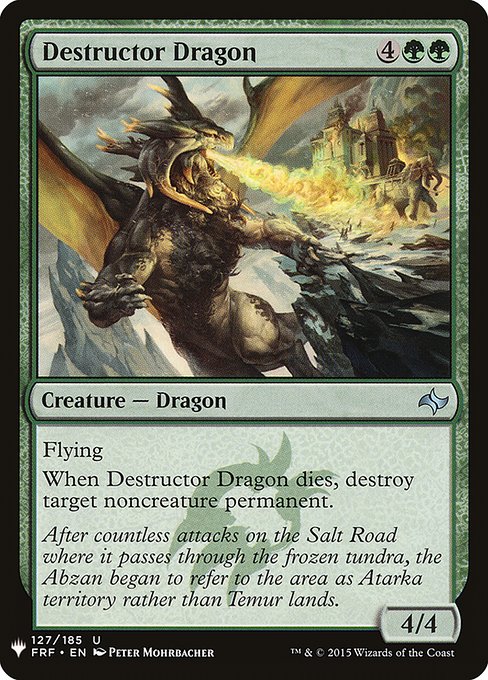 Destructor Dragon 4
Creature — Dragon
Flying
When Destructor Dragon dies, destroy
target noncreature permanent.
After countless attacks on the Salt Road
where it passes through the frozen tundra, the
Abzan began to refer to the area as Atarka
territory rather than Temur lands.
4/4
127/185 U
FRF • EN Peter Mohrbacher
™ & © 2015 Wizards of the Coast